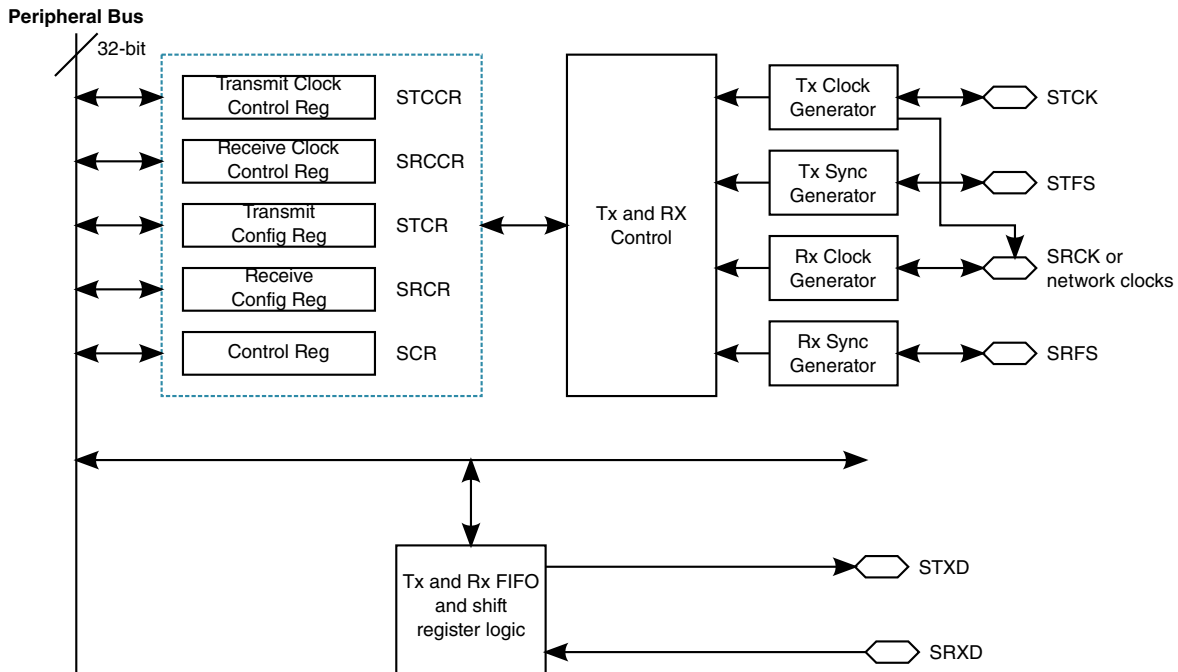 Peripheral Bus
32-bit
Transmit Clock
Control Reg
STCCR
Receive Clock
Control Reg
SRCCR
Transmit
Config Reg
STCR
Receive
Config Reg
SRCR
Control Reg
SCR
Tx and RX
Control
Tx Clock
Generator
STCK
Tx Sync
Generator
STFS
Rx Clock
Generator
SRCK or
network clocks
Rx Sync
Generator
SRFS
Tx and Rx FIFO
and shift
register logic
STXD
SRXD